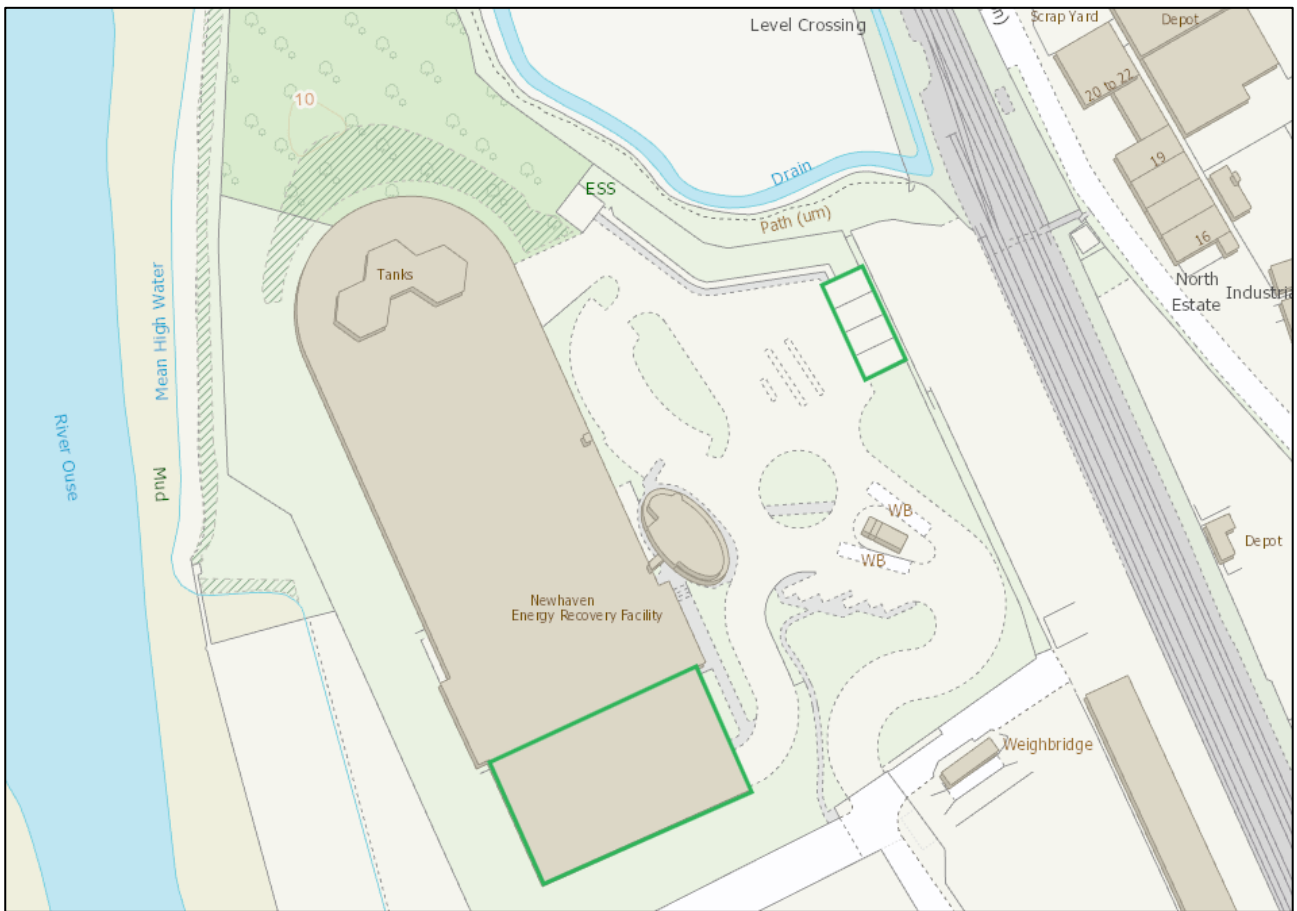 Level Crossing
Scrap Yard
Depot
20 to 22
10
19
Drain
ESS
Path (um)
16
Tanks
North
Estate
Industria
Mean High Water
River Ouse
Mud
WB
WB
Depot
Newhaven
Energy Recovery Facility
Weighbridge